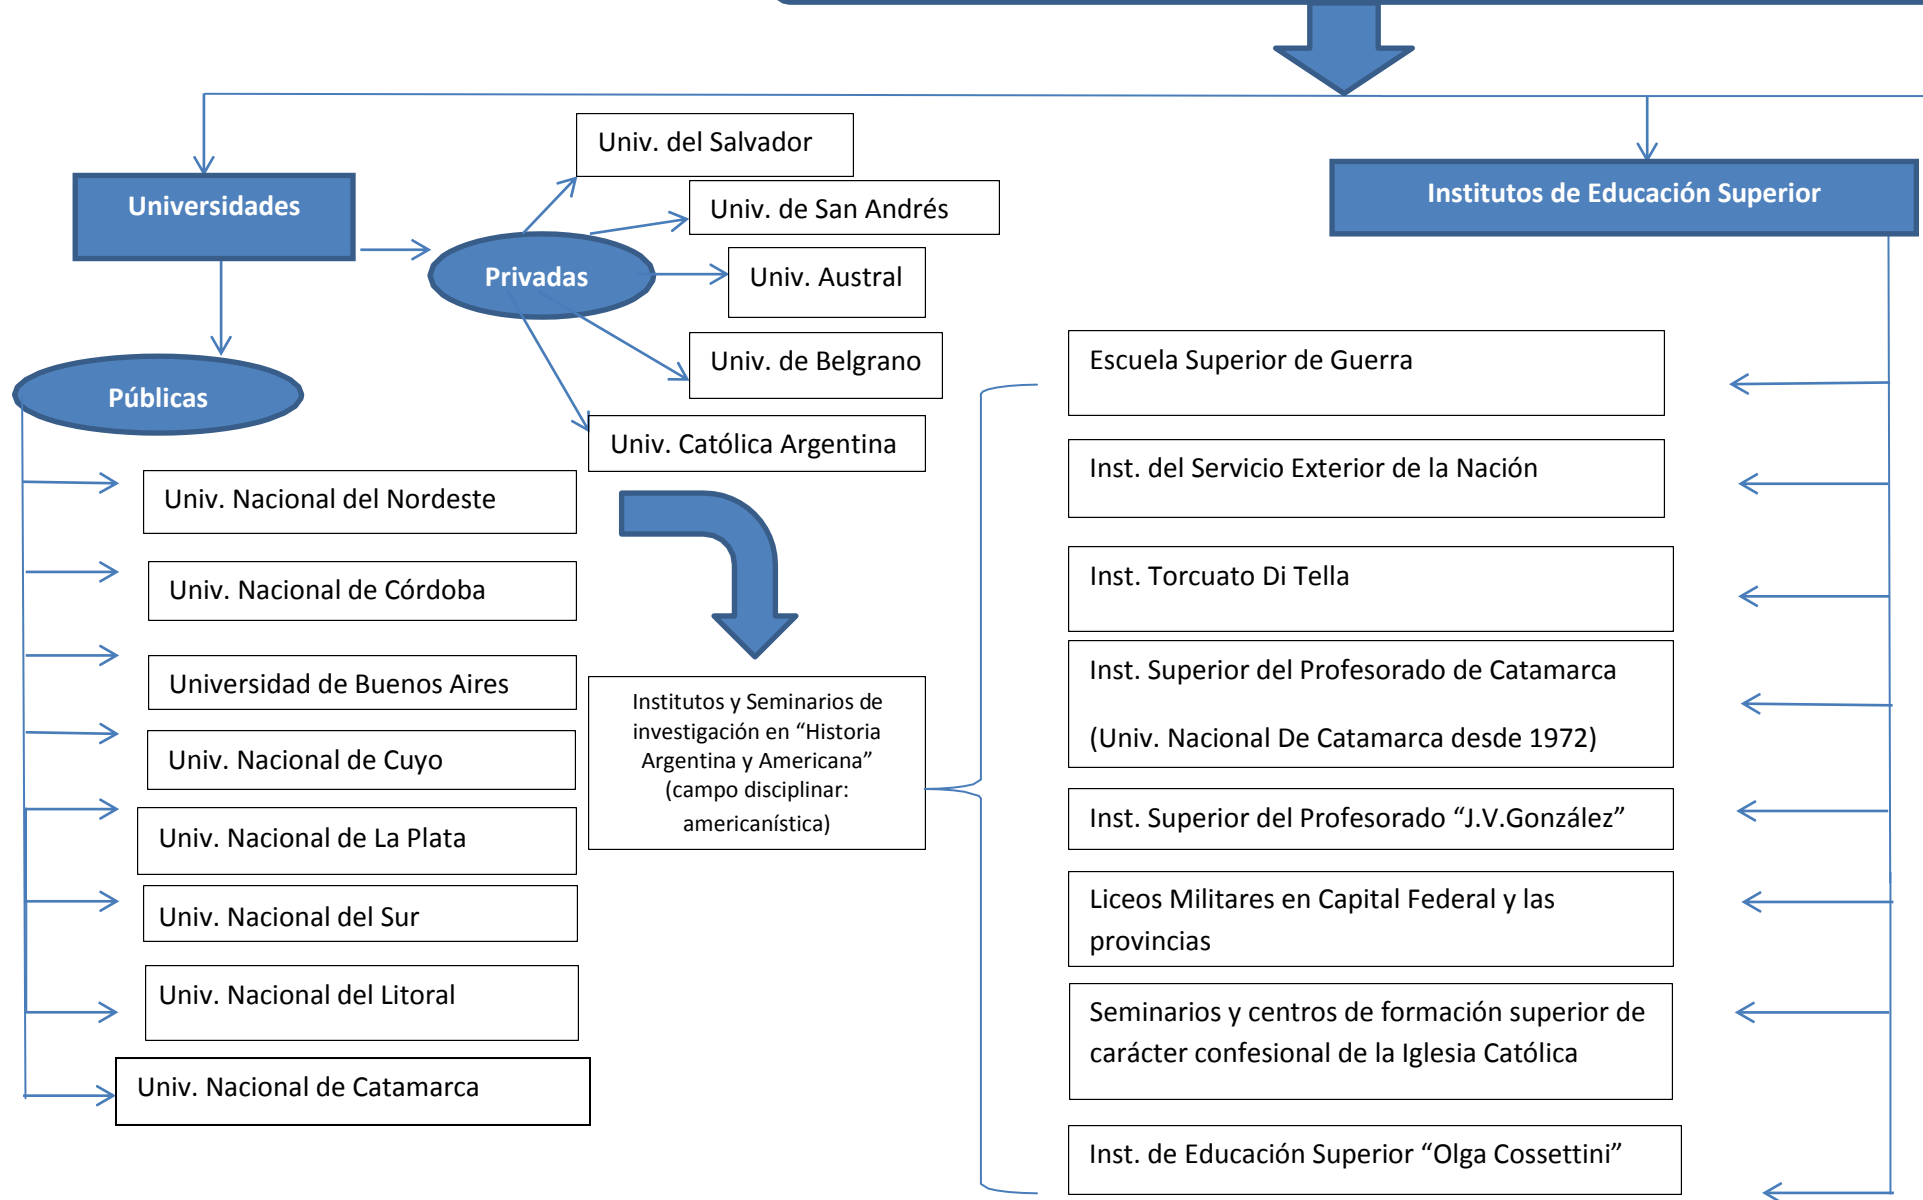 Universidades
Privadas
Univ. del Salvador
Univ. de San Andrés
Univ. Austral
Univ. de Belgrano
Univ. Católica Argentina
Públicas
Univ. Nacional del Nordeste
Univ. Nacional de Córdoba
Universidad de Buenos Aires
Univ. Nacional de Cuyo
Univ. Nacional de La Plata
Univ. Nacional del Sur
Univ. Nacional del Litoral
Univ. Nacional de Catamarca
Institutos y Seminarios de
investigación en “Historia
Argentina y Americana”
(campo disciplinar:
americanística)
Institutos de Educación Superior
Escuela Superior de Guerra
Inst. del Servicio Exterior de la Nación
Inst. Torcuato Di Tella
Inst. Superior del Profesorado de Catamarca
(Univ. Nacional De Catamarca desde 1972)
Inst. Superior del Profesorado “J.V.González”
Liceos Militares en Capital Federal y las
provincias
Seminarios y centros de formación superior de
carácter confesional de la Iglesia Católica
Inst. de Educación Superior “Olga Cossettini”